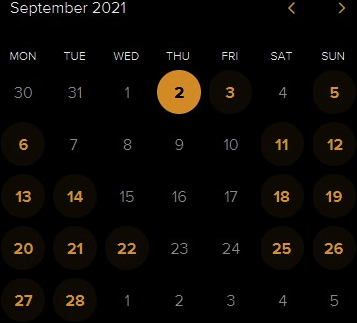 September 2021
MON TUE WED THU FRI SAT SUN
30 31 1 2 3 4 5
6 7 8 9 10 11 12
13 14 15 16 17 18 19
20 21 22 23 24 25 26
27 28 1 2 3 4 5